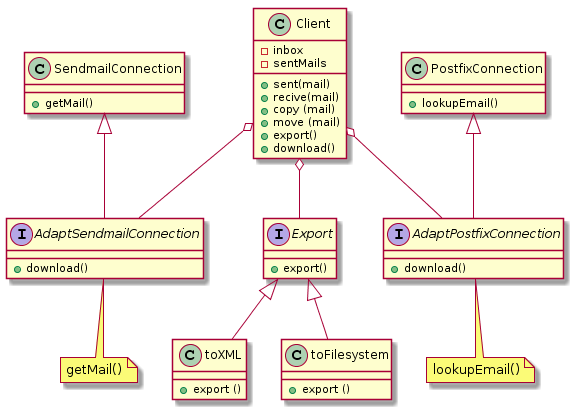 C Client
inbox
sentMails
sent(mail)
recive(mail)
copy (mail)
move (mail)
export()
download()
C SendmailConnection
getMail()
C PostfixConnection
lookupEmail()
I AdaptSendmailConnection
download()
I Export
export()
I AdaptPostfixConnection
download()
getMail()
C toXML
export ()
C toFilesystem
export ()
lookupEmail()